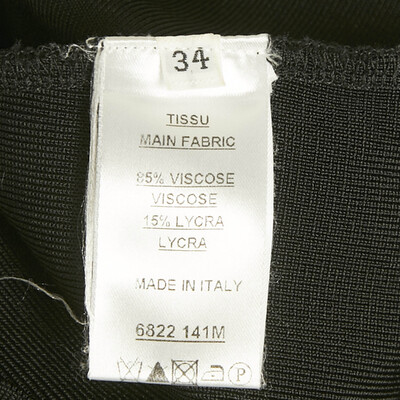 34
TISSU
MAIN FABRIC
85% VISCOSE
VISCOSE
15% LYCRA
LYCRA
MADE IN ITALY
6822 141M
P